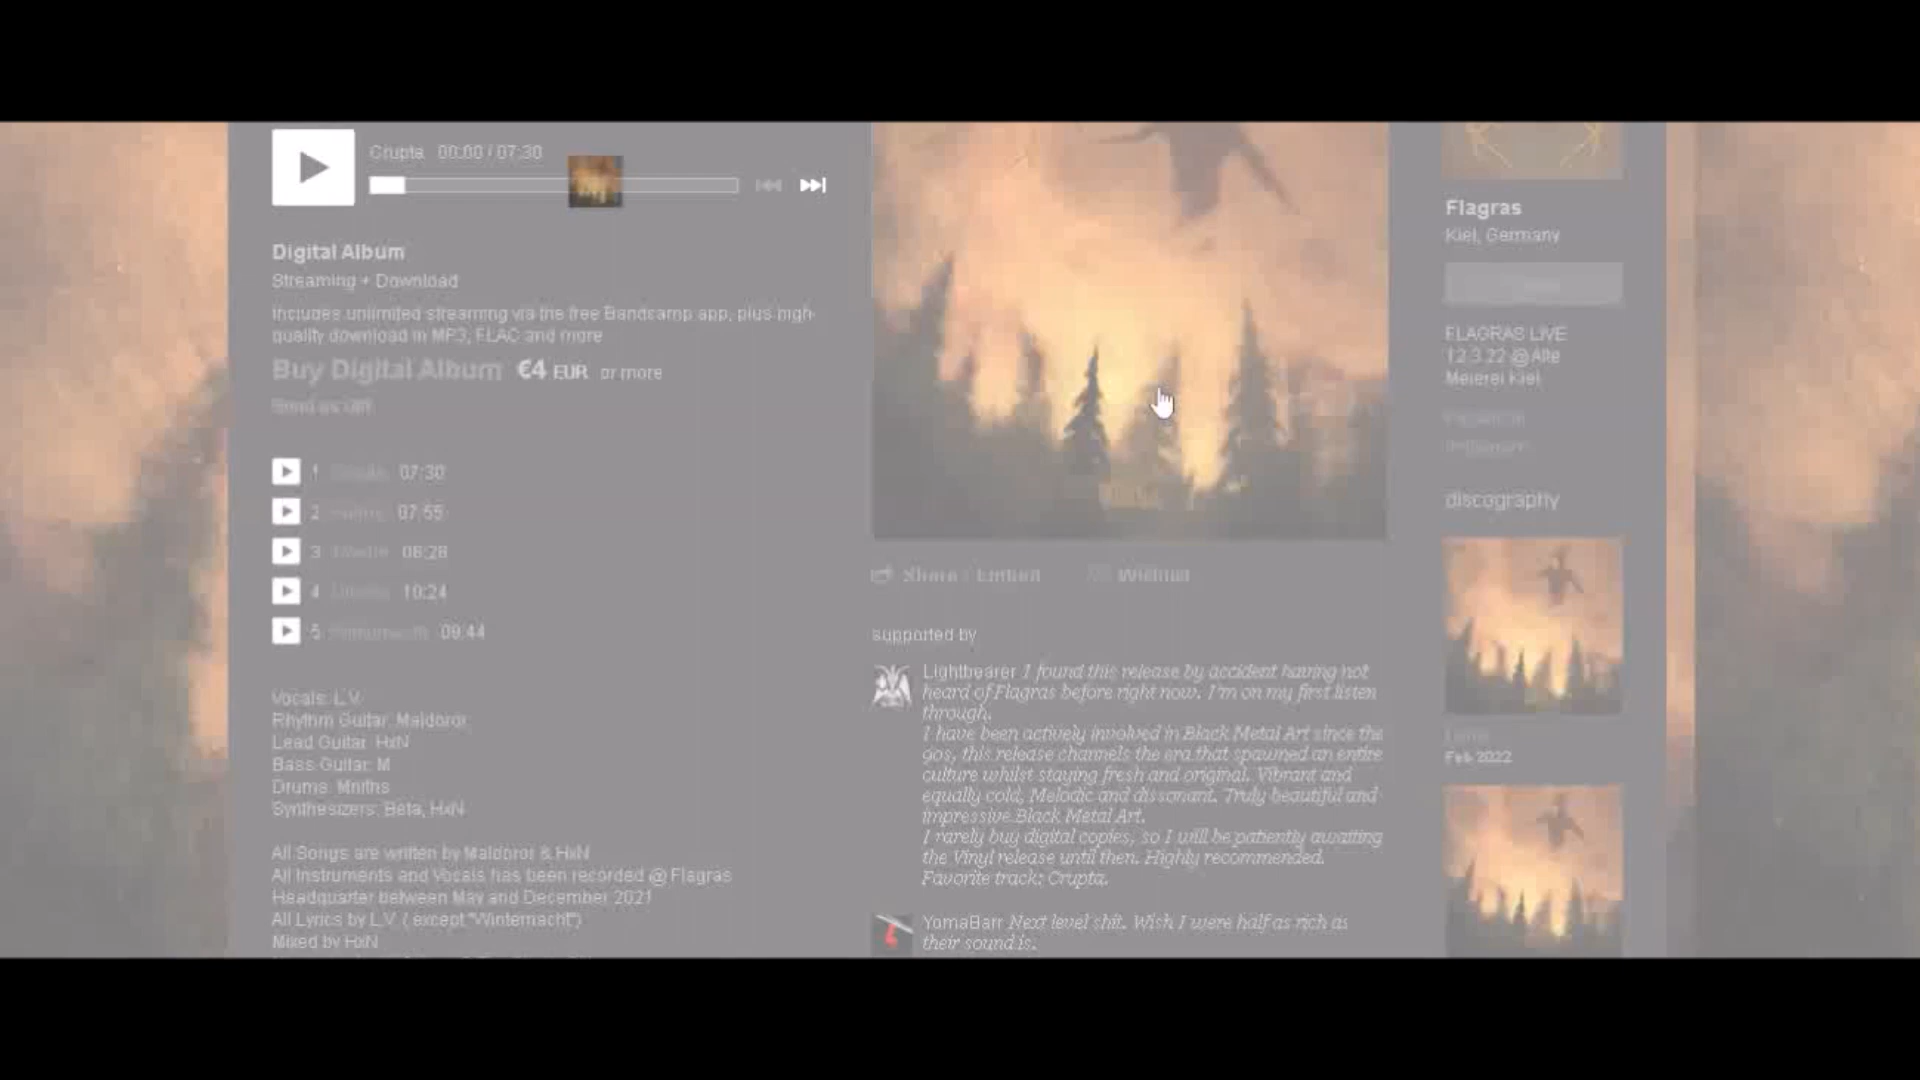 Crupta 00:00 / 07:30
Digital Album
Streaming + Download
Includes unlimited streaming via the free Bandcamp app, plus high-
quality download in MP3, FLAC and more
Buy Digital Album €4 EUR or more
Send as Gift
1 07:30
2 07:55
3 08:28
4 10:24
5 09:44
Vocals: L.V.
Rhythm Guitar: Maldoror
Lead Guitar: HxN
Bass Guitar: M
Drums: Mniths
Synthesizers: Beta, HxN
All Songs are written by Maldoror & HxN
All Instruments and Vocals has been recorded @ Flagras
Headquarter between May and December 2021
All Lyrics by L.V. ( except "Winternacht")
Mixed by HxN
Share / Embed Wishlist
supported by
Lightbearer I found this release by accident having not
heard of Flagras before right now. I'm on my first listen
through.
I have been actively involved in Black Metal Art since the
90s, this release channels the era that spawned an entire
culture whilst staying fresh and original. Vibrant and
equally cold, Melodic and dissonant. Truly beautiful and
impressive Black Metal Art.
I rarely buy digital copies, so I will be patiently awaiting
the Vinyl release until then. Highly recommended.
Favorite track: Crupta.
YomaBarr Next level shit. Wish I were half as rich as
their sound is.
Flagras
Kiel, Germany
FLAGRAS LIVE
12.3.22 @ Alte
Meierei Kiel
discography
Feb 2022